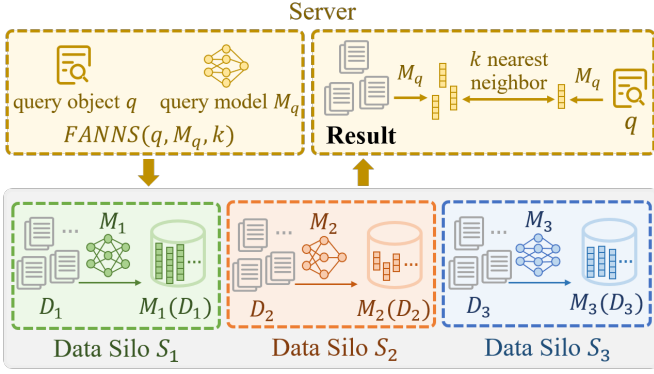 Server
query object q
query model M_q
FANNS(q, M_q, k)
M_q
k nearest
neighbor
M_q
Result
q
...
M_1
...
D_1
M_1(D_1)
Data Silo S_1
...
M_2
...
D_2
M_2(D_2)
Data Silo S_2
...
M_3
...
D_3
M_3(D_3)
Data Silo S_3